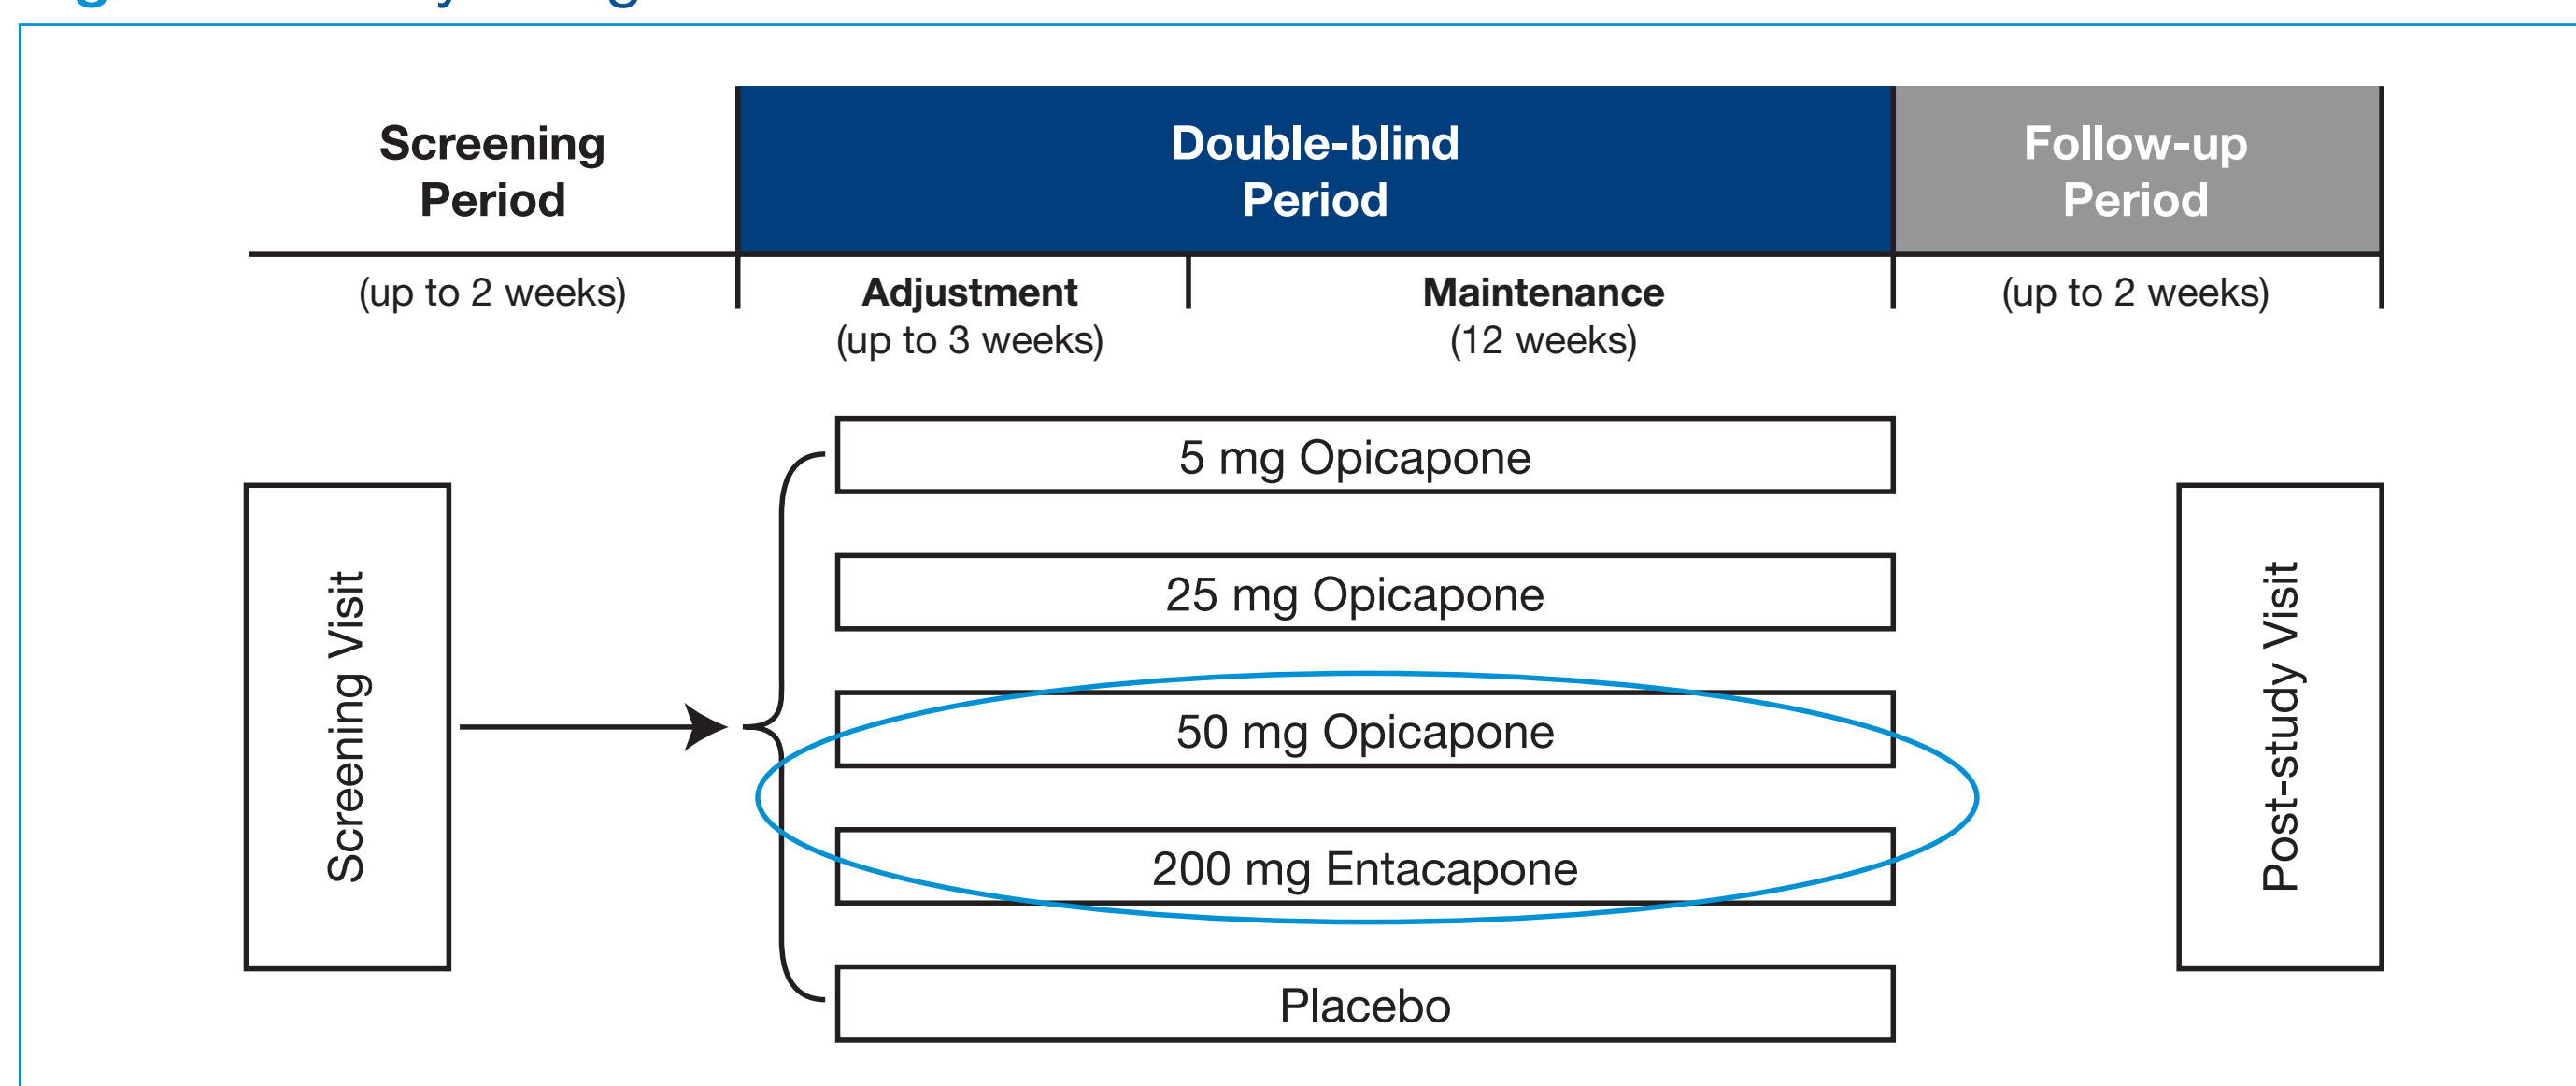 Screening
Period
Double-blind
Period
Follow-up
Period
(up to 2 weeks)
Adjustment
(up to 3 weeks)
Maintenance
(12 weeks)
(up to 2 weeks)
Screening Visit
5 mg Opicapone
25 mg Opicapone
50 mg Opicapone
200 mg Entacapone
Placebo
Post-study Visit